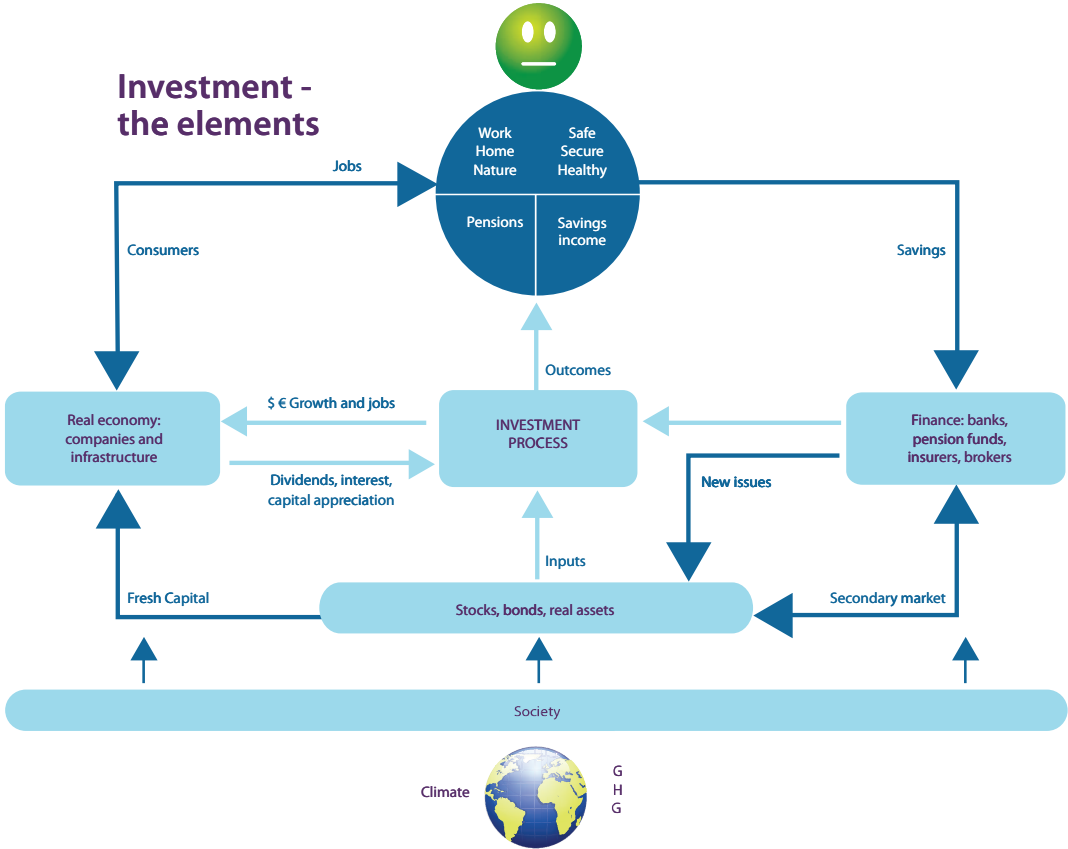 Investment -
the elements
Work
Home
Nature
Safe
Secure
Healthy
Jobs
Pensions
Savings
income
Consumers
Savings
Outcomes
$ € Growth and jobs
Real economy:
companies and
infrastructure
INVESTMENT
PROCESS
Finance: banks,
pension funds,
insurers, brokers
Dividends, interest,
capital appreciation
New issues
Inputs
Fresh Capital
Stocks, bonds, real assets
Secondary market
Society
Climate
G
H
G